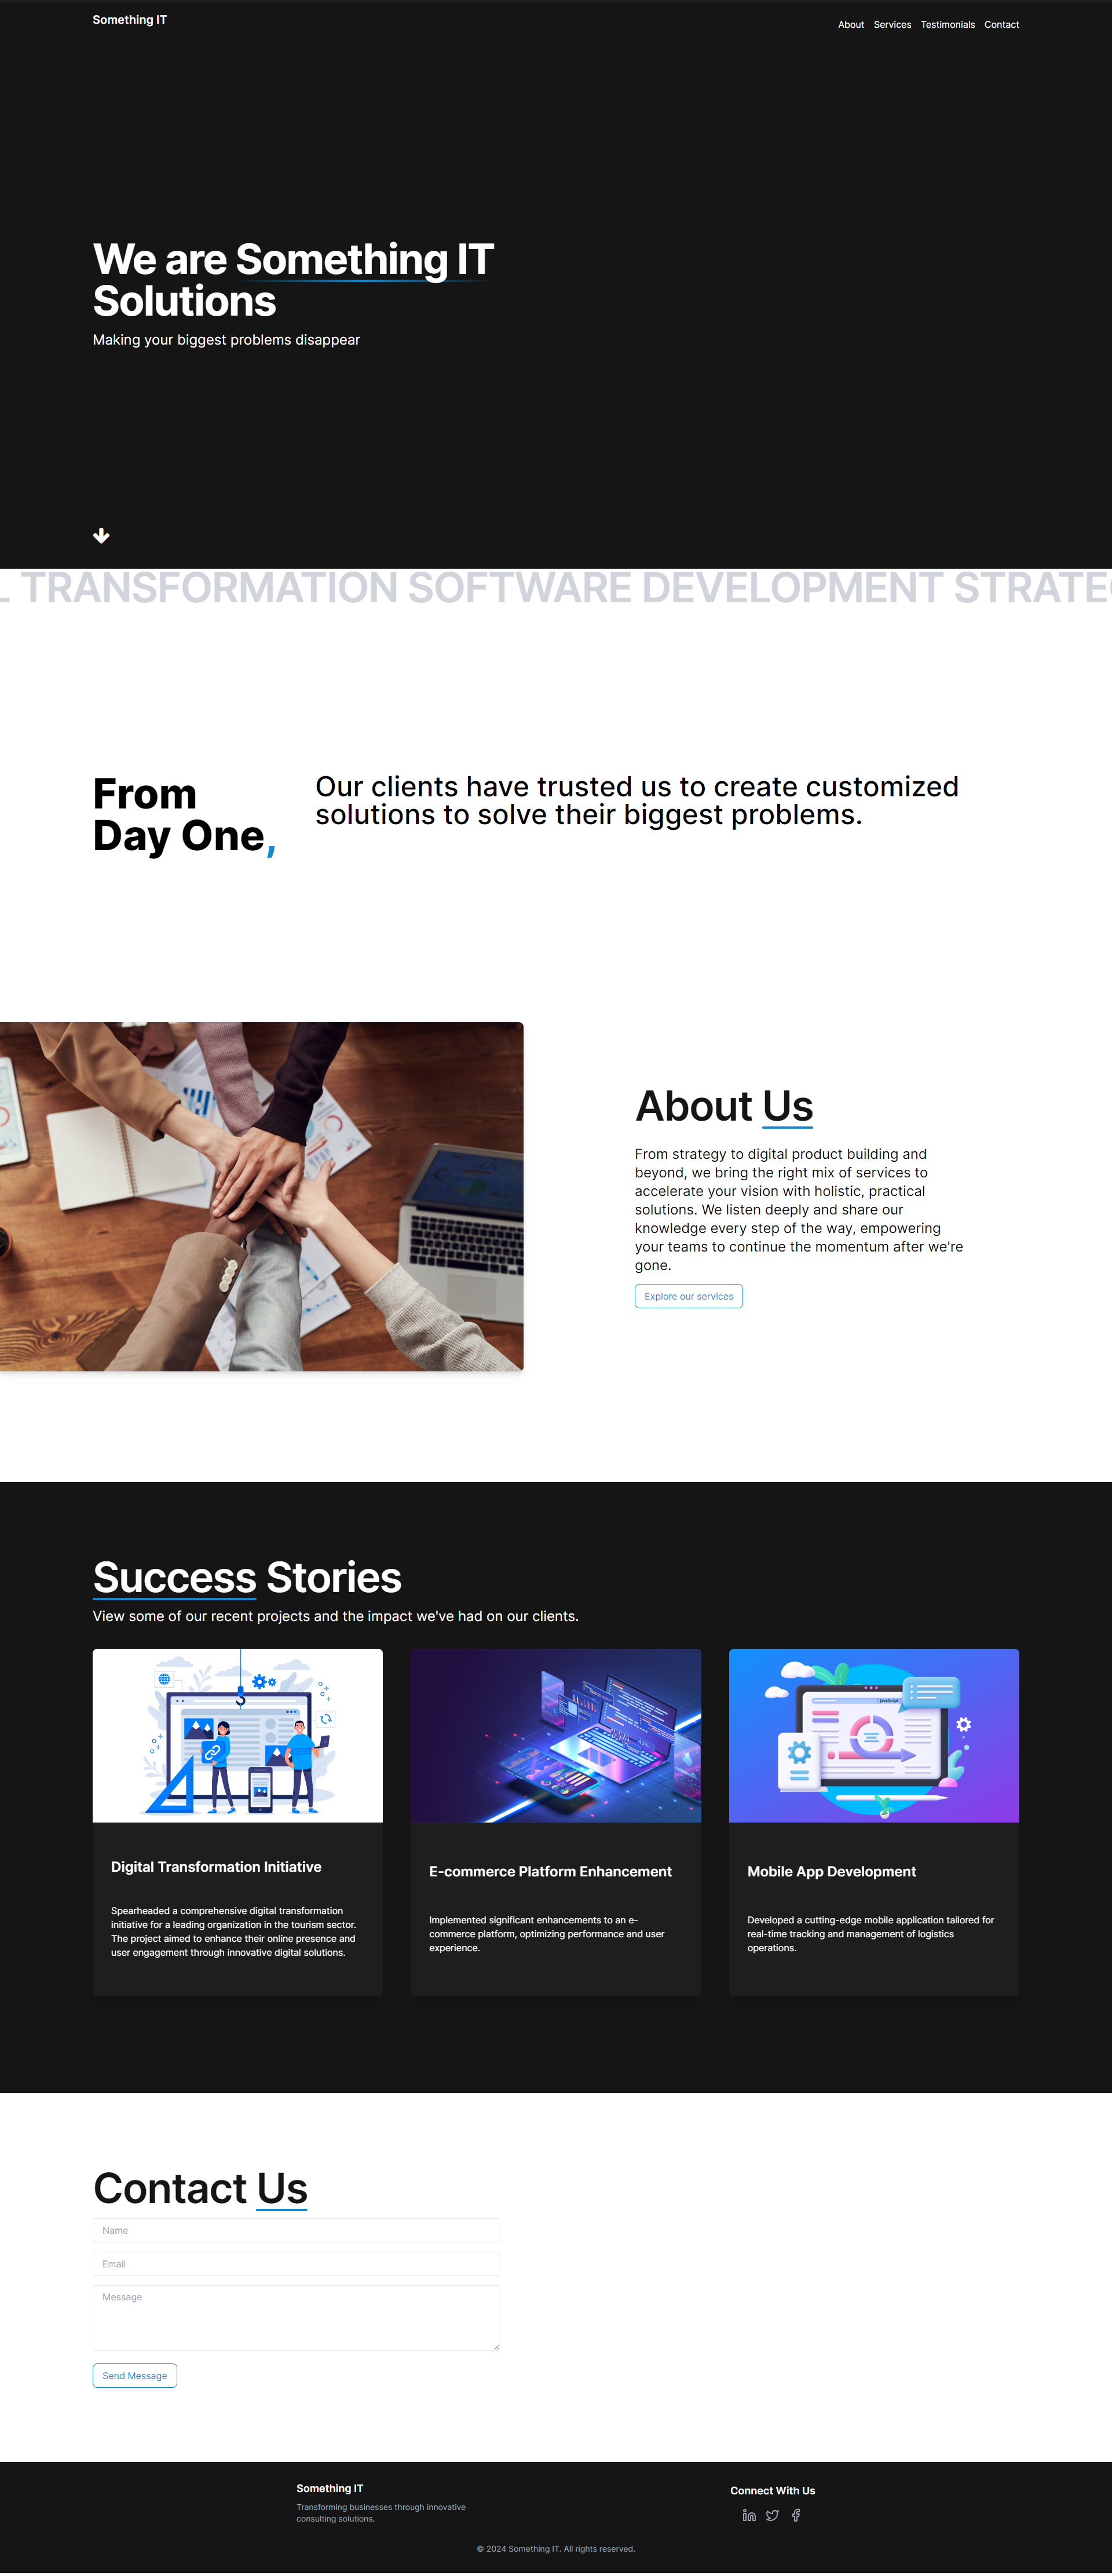 Something IT
About Services Testimonials Contact
We are Something IT
Solutions
Making your biggest problems disappear
TRANSFORMATION SOFTWARE DEVELOPMENT
From
Day One,
Our clients have trusted us to create customized
solutions to solve their biggest problems.
About Us
From strategy to digital product building and
beyond, we bring the right mix of services to
accelerate your vision with holistic, practical
solutions. We listen deeply and share our
knowledge every step of the way, empowering
your teams to continue the momentum after we're
gone.
Explore our services
Success Stories
View some of our recent projects and the impact we've had on our clients.
Digital Transformation Initiative
Spearheaded a comprehensive digital transformation
initiative for a leading organization in the tourism sector.
The project aimed to enhance their online presence and
user engagement through innovative digital solutions.
E-commerce Platform Enhancement
Implemented significant enhancements to an e-
commerce platform, optimizing performance and user
experience.
JavaScript
Mobile App Development
Developed a cutting-edge mobile application tailored for
real-time tracking and management of logistics
operations.
Contact Us
Name
Email
Message
Send Message
Something IT
Transforming businesses through innovative
consulting solutions.
Connect With Us
© 2024 Something IT. All rights reserved.